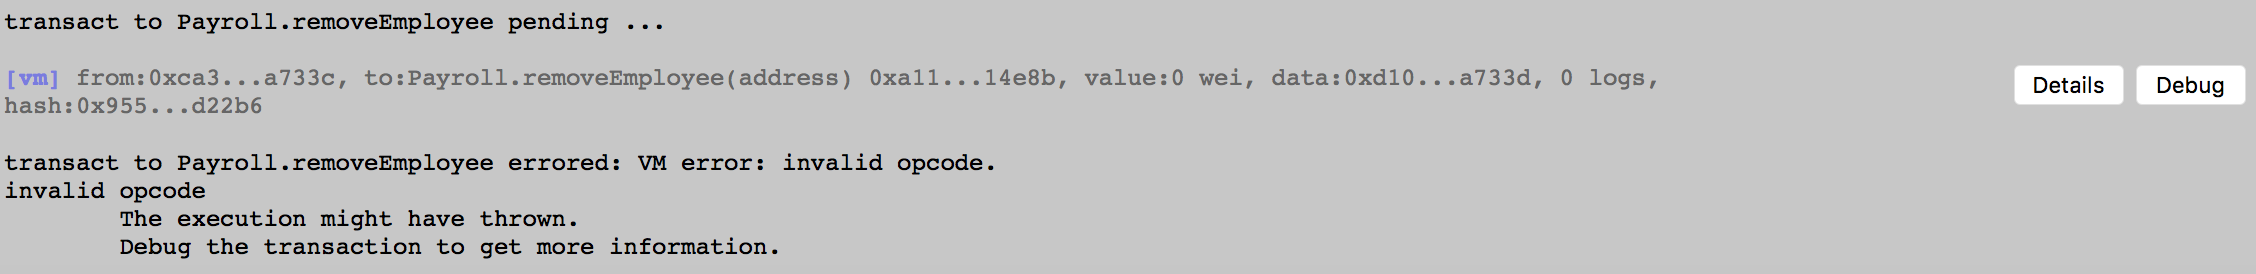 transact to Payroll.removeEmployee pending ...
[vm] from:0xca3...a733c, to:Payroll.removeEmployee(address) 0xa11...14e8b, value:0 wei, data:0xd10...a733d, 0 logs,
hash:0x955...d22b6
Details Debug
transact to Payroll.removeEmployee errored: VM error: invalid opcode.
invalid opcode
The execution might have thrown.
Debug the transaction to get more information.